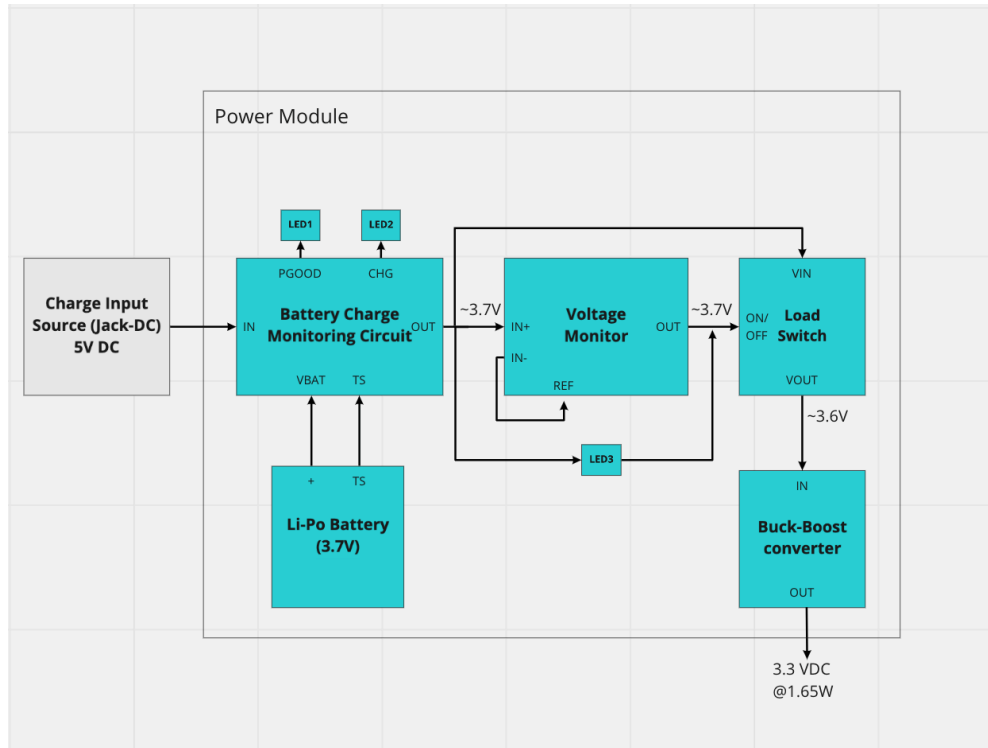 Power Module
LED1
LED2
Charge Input
Source (Jack-DC)
5V DC
PGOOD
CHG
IN
Battery Charge
Monitoring Circuit
OUT
VBAT
TS
+
TS
Li-Po Battery
(3.7V)
~3.7V
IN+
IN-
Voltage
Monitor
OUT
REF
LED3
~3.7V
VIN
ON/
OFF
Load
Switch
VOUT
~3.6V
IN
Buck-Boost
converter
OUT
3.3 VDC
@1.65W